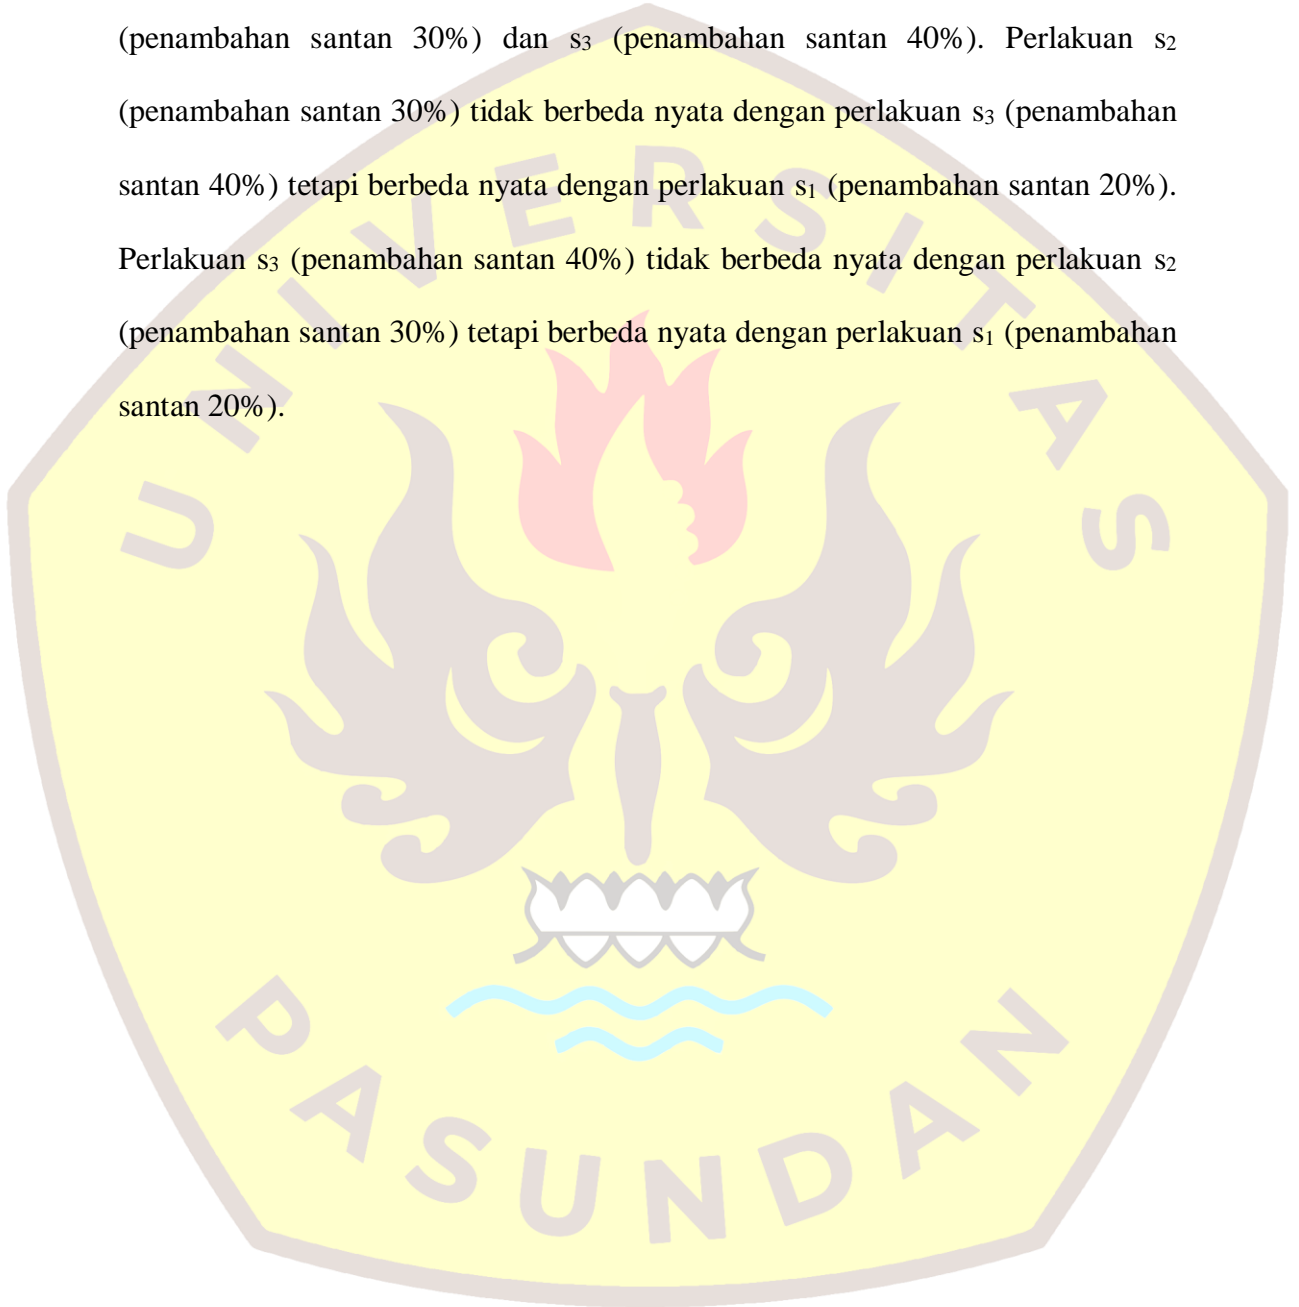 (penambahan santan 30%) dan s₃ (penambahan santan 40%). Perlakuan s₂
(penambahan santan 30%) tidak berbeda nyata dengan perlakuan s₃ (penambahan
santan 40%) tetapi berbeda nyata dengan perlakuan s₁ (penambahan santan 20%).
Perlakuan s₃ (penambahan santan 40%) tidak berbeda nyata dengan perlakuan s₂
(penambahan santan 30%) tetapi berbeda nyata dengan perlakuan s₁ (penambahan
santan 20%).
UNIVERSITAS
PASUNDAN